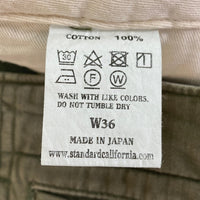 COTTON 100%
WASH WITH LIKE COLORS.
DO NOT TUMBLE DRY
W36
MADE IN JAPAN
www.standardcalifornia.com